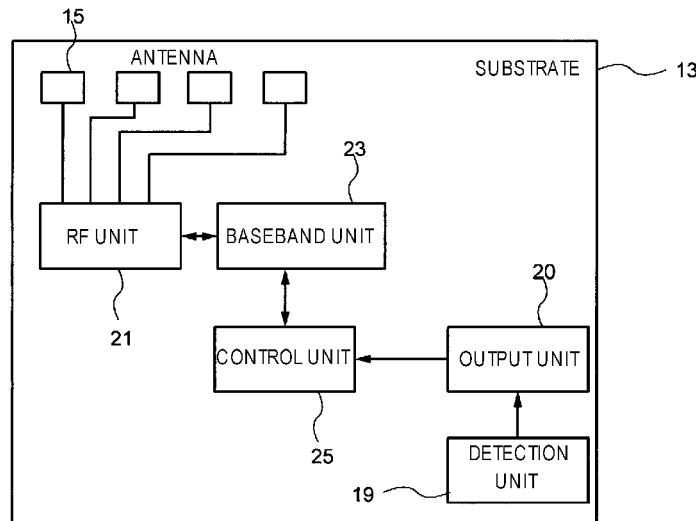 15
ANTENNA
SUBSTRATE
13
23
RF UNIT
BASEBAND UNIT
21
20
CONTROL UNIT
OUTPUT UNIT
25
DETECTION
UNIT
19